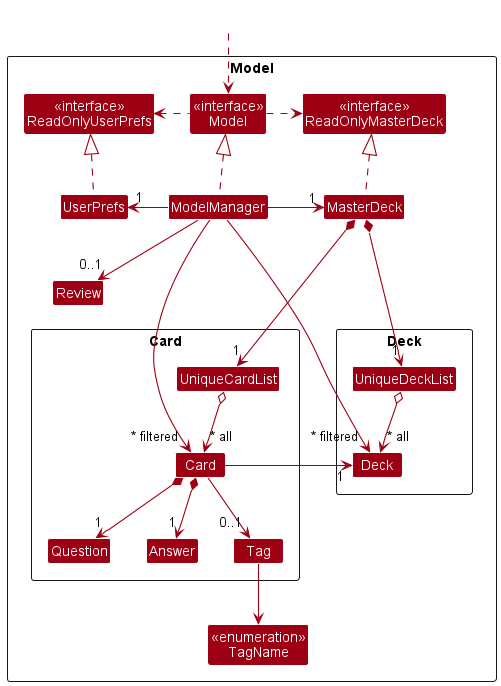 Model
«interface»
ReadOnlyUserPrefs
«interface»
Model
«interface»
ReadOnlyMasterDeck
UserPrefs
1
ModelManager
1
MasterDeck
0..1
Review
Card
Deck
1
UniqueCardList
1
UniqueDeckList
* filtered
* all
* filtered
* all
Card
1
Deck
1
1
0..1
Question
Answer
Tag
«enumeration»
TagName